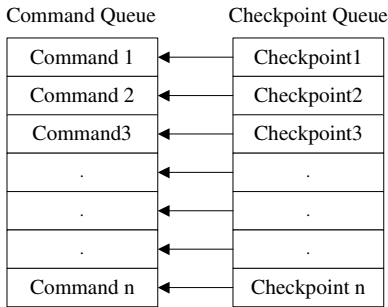 Command Queue Checkpoint Queue
Command 1 Checkpoint1
Command 2 Checkpoint2
Command3 Checkpoint3
. .
. .
. .
Command n Checkpoint n